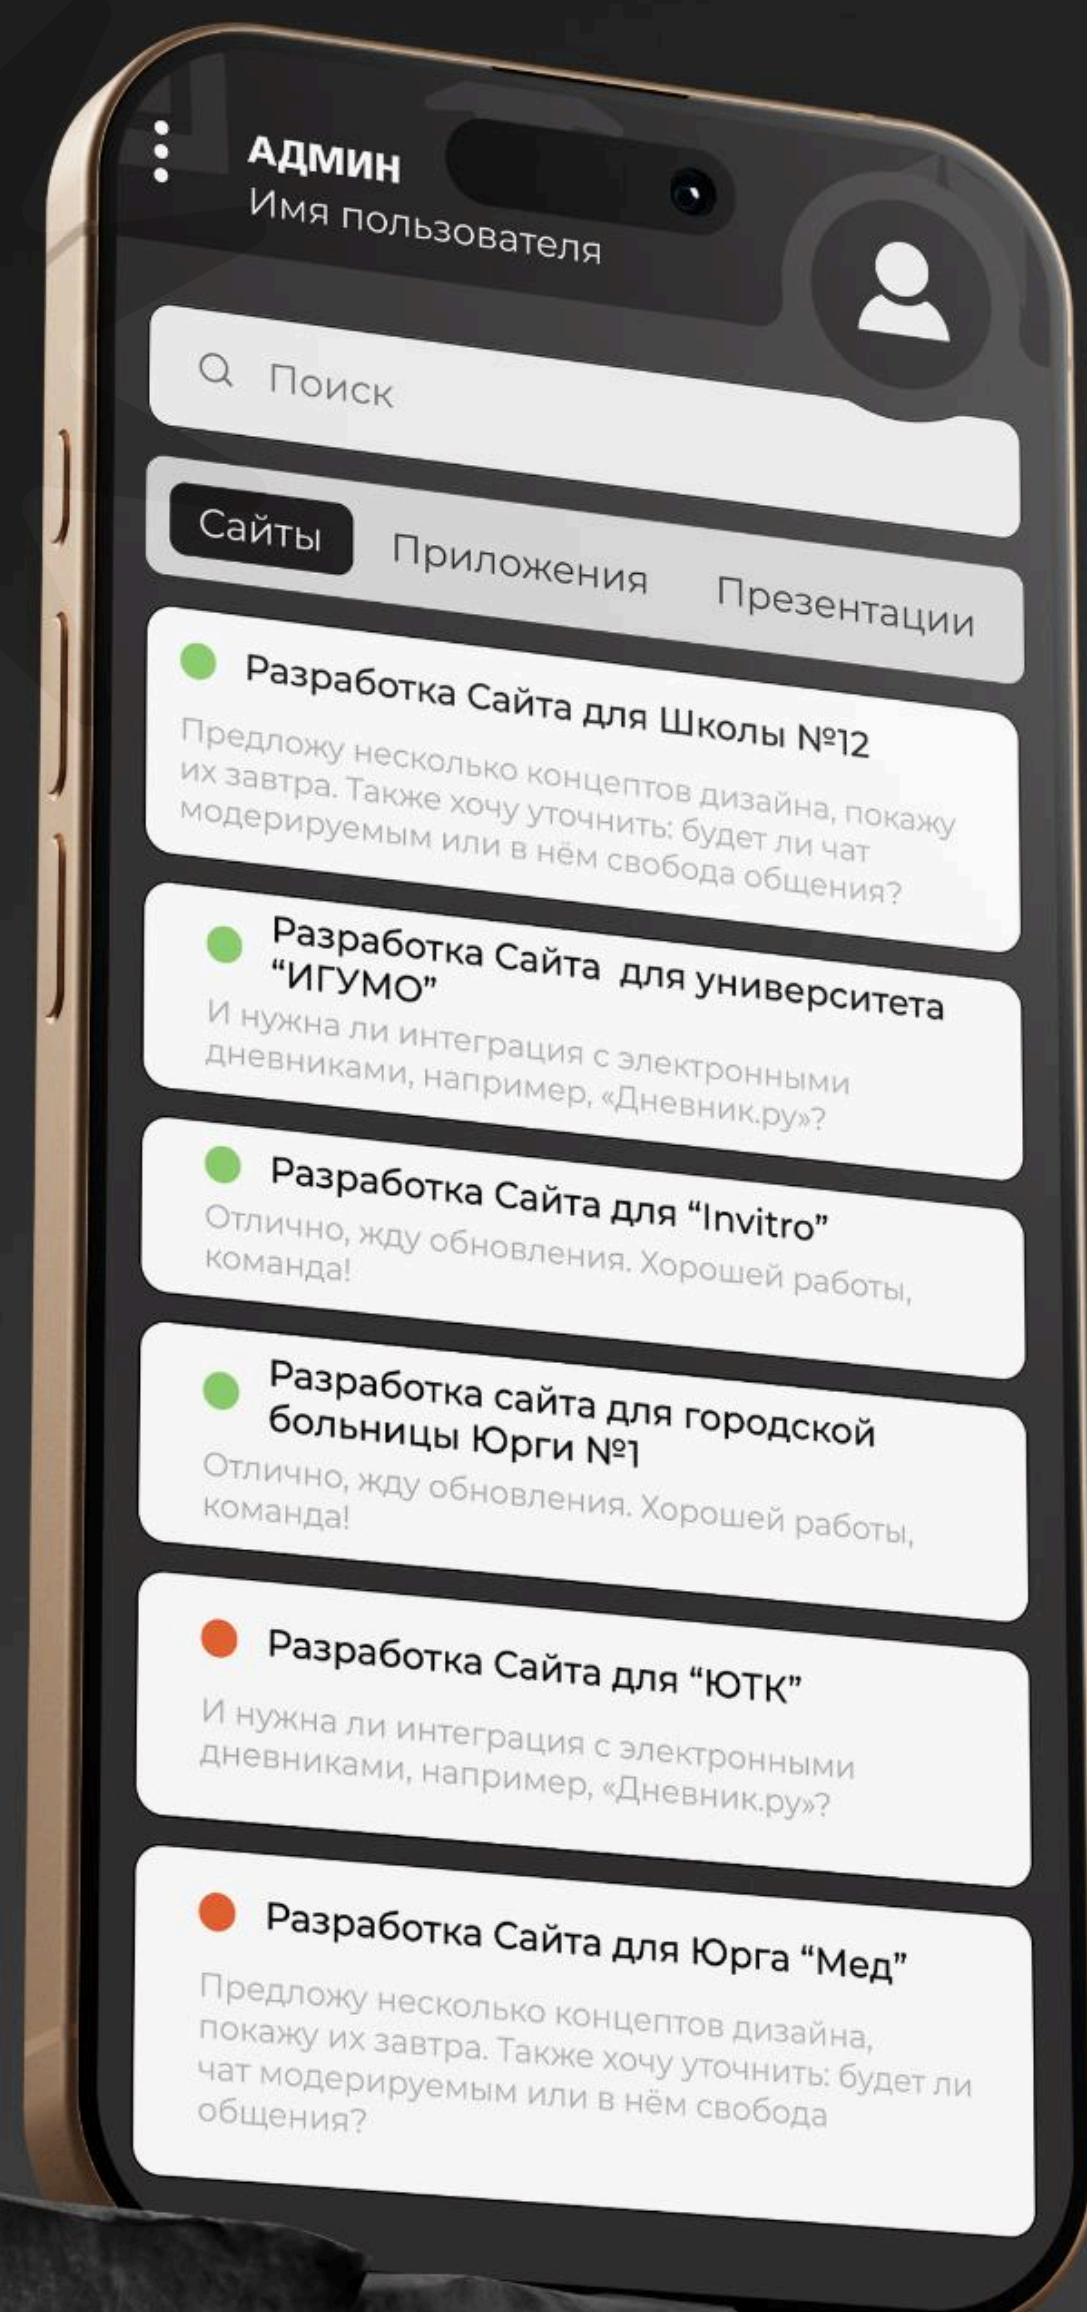 АДМИН
Имя пользователя
Поиск
Сайты Приложения Презентации
Разработка Сайта для Школы №12
Предложу несколько концептов дизайна, покажу
их завтра. Также хочу уточнить: будет ли чат
модерируемым или в нём свобода общения?
Разработка Сайта для университета
“ИГУМО”
И нужна ли интеграция с электронными
дневниками, например, «Дневник.ру»?
Разработка Сайта для “Invitro”
Отлично, жду обновления. Хорошей работы,
команда!
Разработка сайта для городской
больницы Юрги №1
Отлично, жду обновления. Хорошей работы,
команда!
Разработка Сайта для “ЮТК”
И нужна ли интеграция с электронными
дневниками, например, «Дневник.ру»?
Разработка Сайта для Юрга “Мед”
Предложу несколько концептов дизайна,
покажу их завтра. Также хочу уточнить: будет ли
чат модерируемым или в нём свобода
общения?